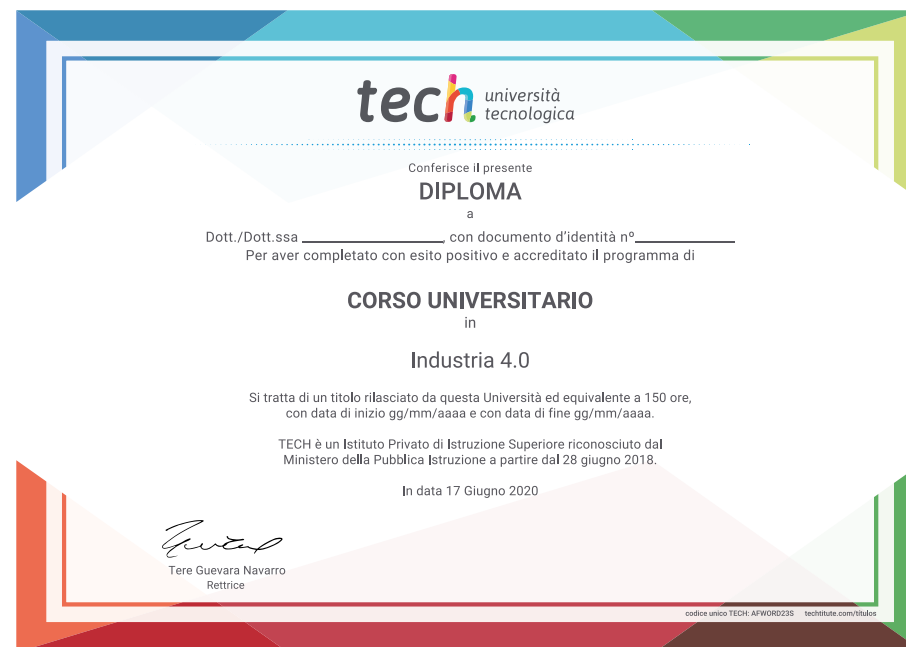 tech università
tecnologica
Conferisce il presente
DIPLOMA
a
Dott./Dott.ssa ____________________, con documento d'identità nº______________
Per aver completato con esito positivo e accreditato il programma di
CORSO UNIVERSITARIO
in
Industria 4.0
Si tratta di un titolo rilasciato da questa Università ed equivalente a 150 ore,
con data di inizio gg/mm/aaaa e con data di fine gg/mm/aaaa.
TECH è un Istituto Privato di Istruzione Superiore riconosciuto dal
Ministero della Pubblica Istruzione a partire dal 28 giugno 2018.
In data 17 Giugno 2020
Tere Guevara Navarro
Rettrice
codice unico TECH: AFWORD23S techtitute.com/titulos